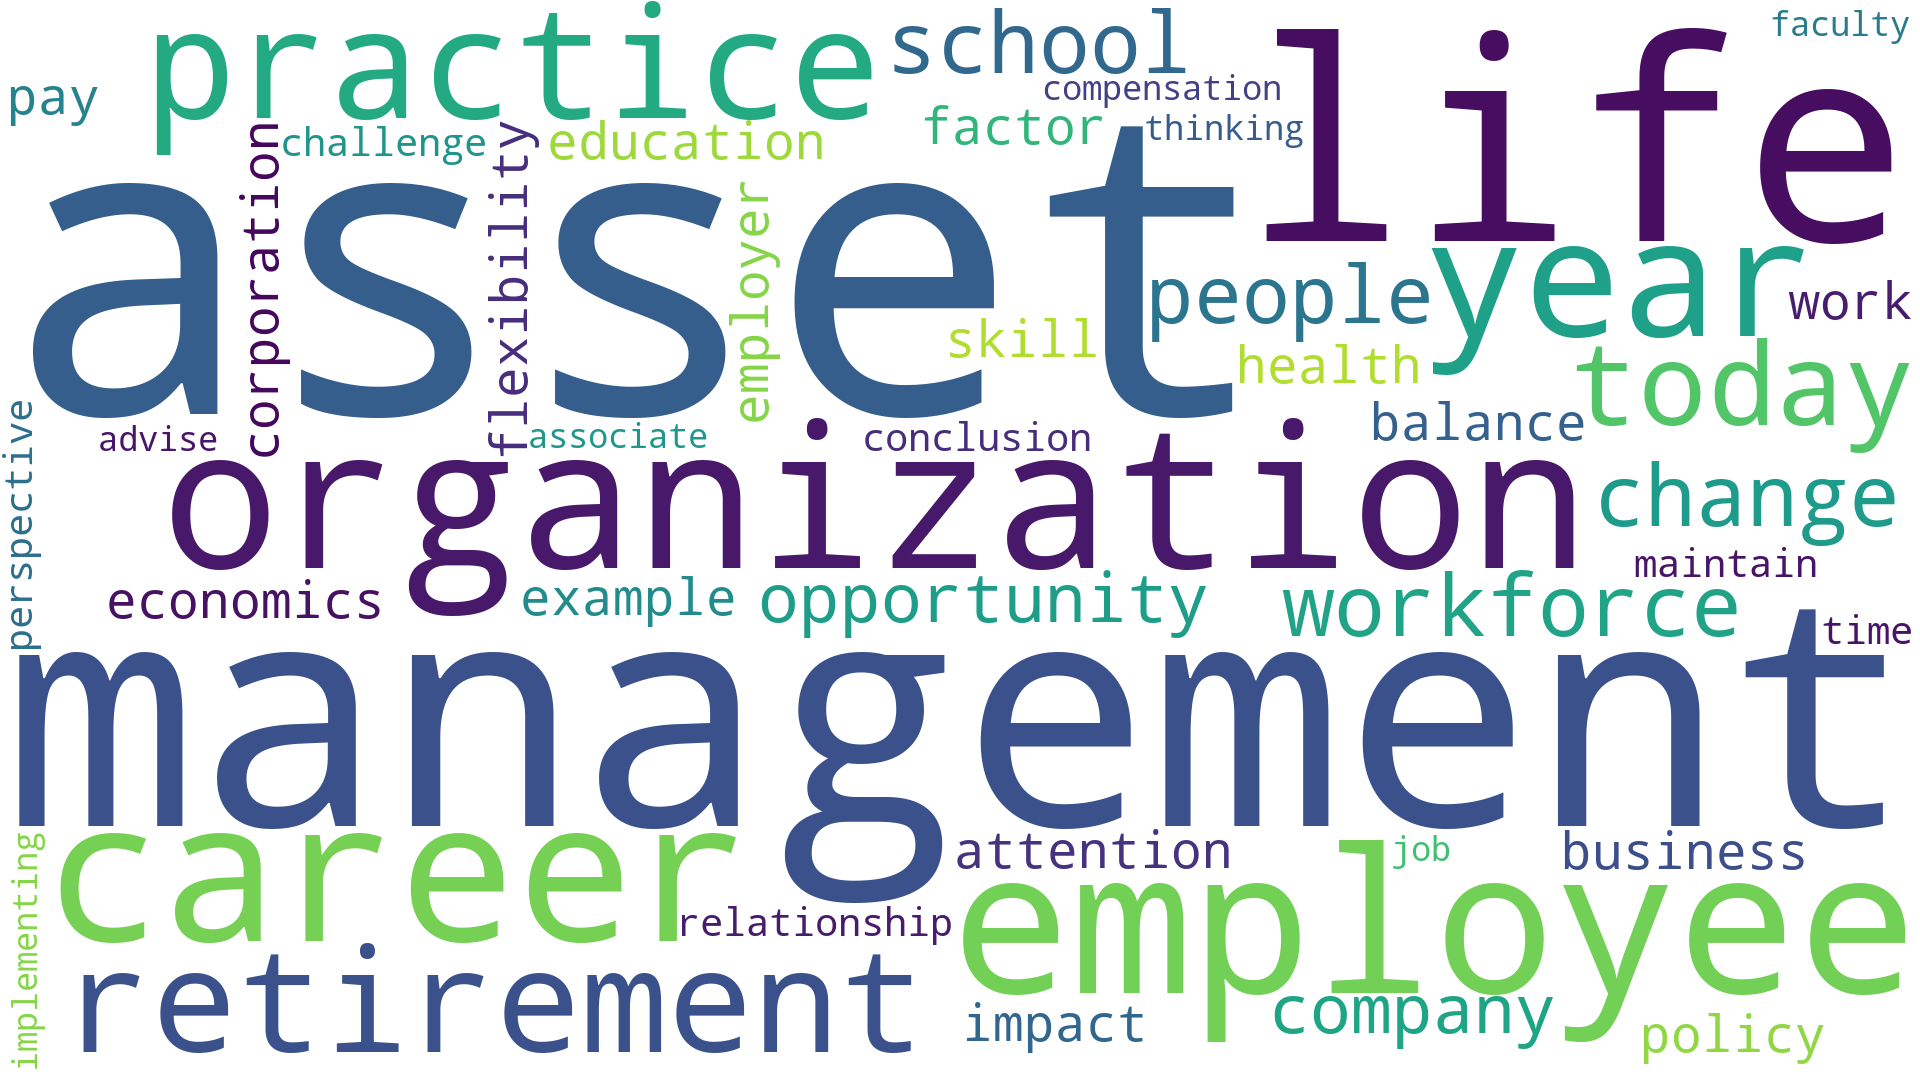 practice
school
life
faculty
pay
compensation
factor
thinking
challenge
education
asset
corporation
flexibility
employer
people
year
work
skill
health
today
balance
advise
associate
conclusion
perspective
organization
change
maintain
economics
example
opportunity
workforce
time
management
implementing
career
attention
job
business
relationship
employee
retirement
impact
company
policy